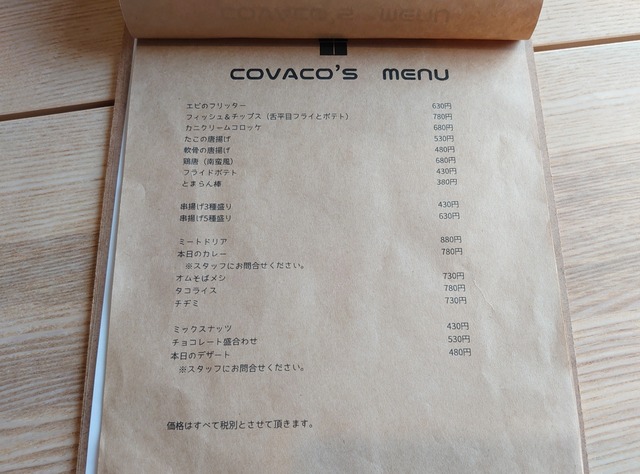 COVACO'S MENU
エビのフリッター 630円
フィッシュ&チップス（舌平目フライとポテト） 780円
カニクリームコロッケ 680円
たこの唐揚げ 530円
軟骨の唐揚げ 480円
鶏唐（南蛮風） 680円
フライドポテト 430円
とまらん棒 380円
串揚げ3種盛り 430円
串揚げ5種盛り 630円
ミートドリア 880円
本日のカレー 780円
※スタッフにお問合せください。
オムそばメシ 730円
タコライス 780円
チヂミ 730円
ミックスナッツ 430円
チョコレート盛合わせ 530円
本日のデザート 480円
※スタッフにお問合せください。
価格はすべて税別とさせて頂きます。